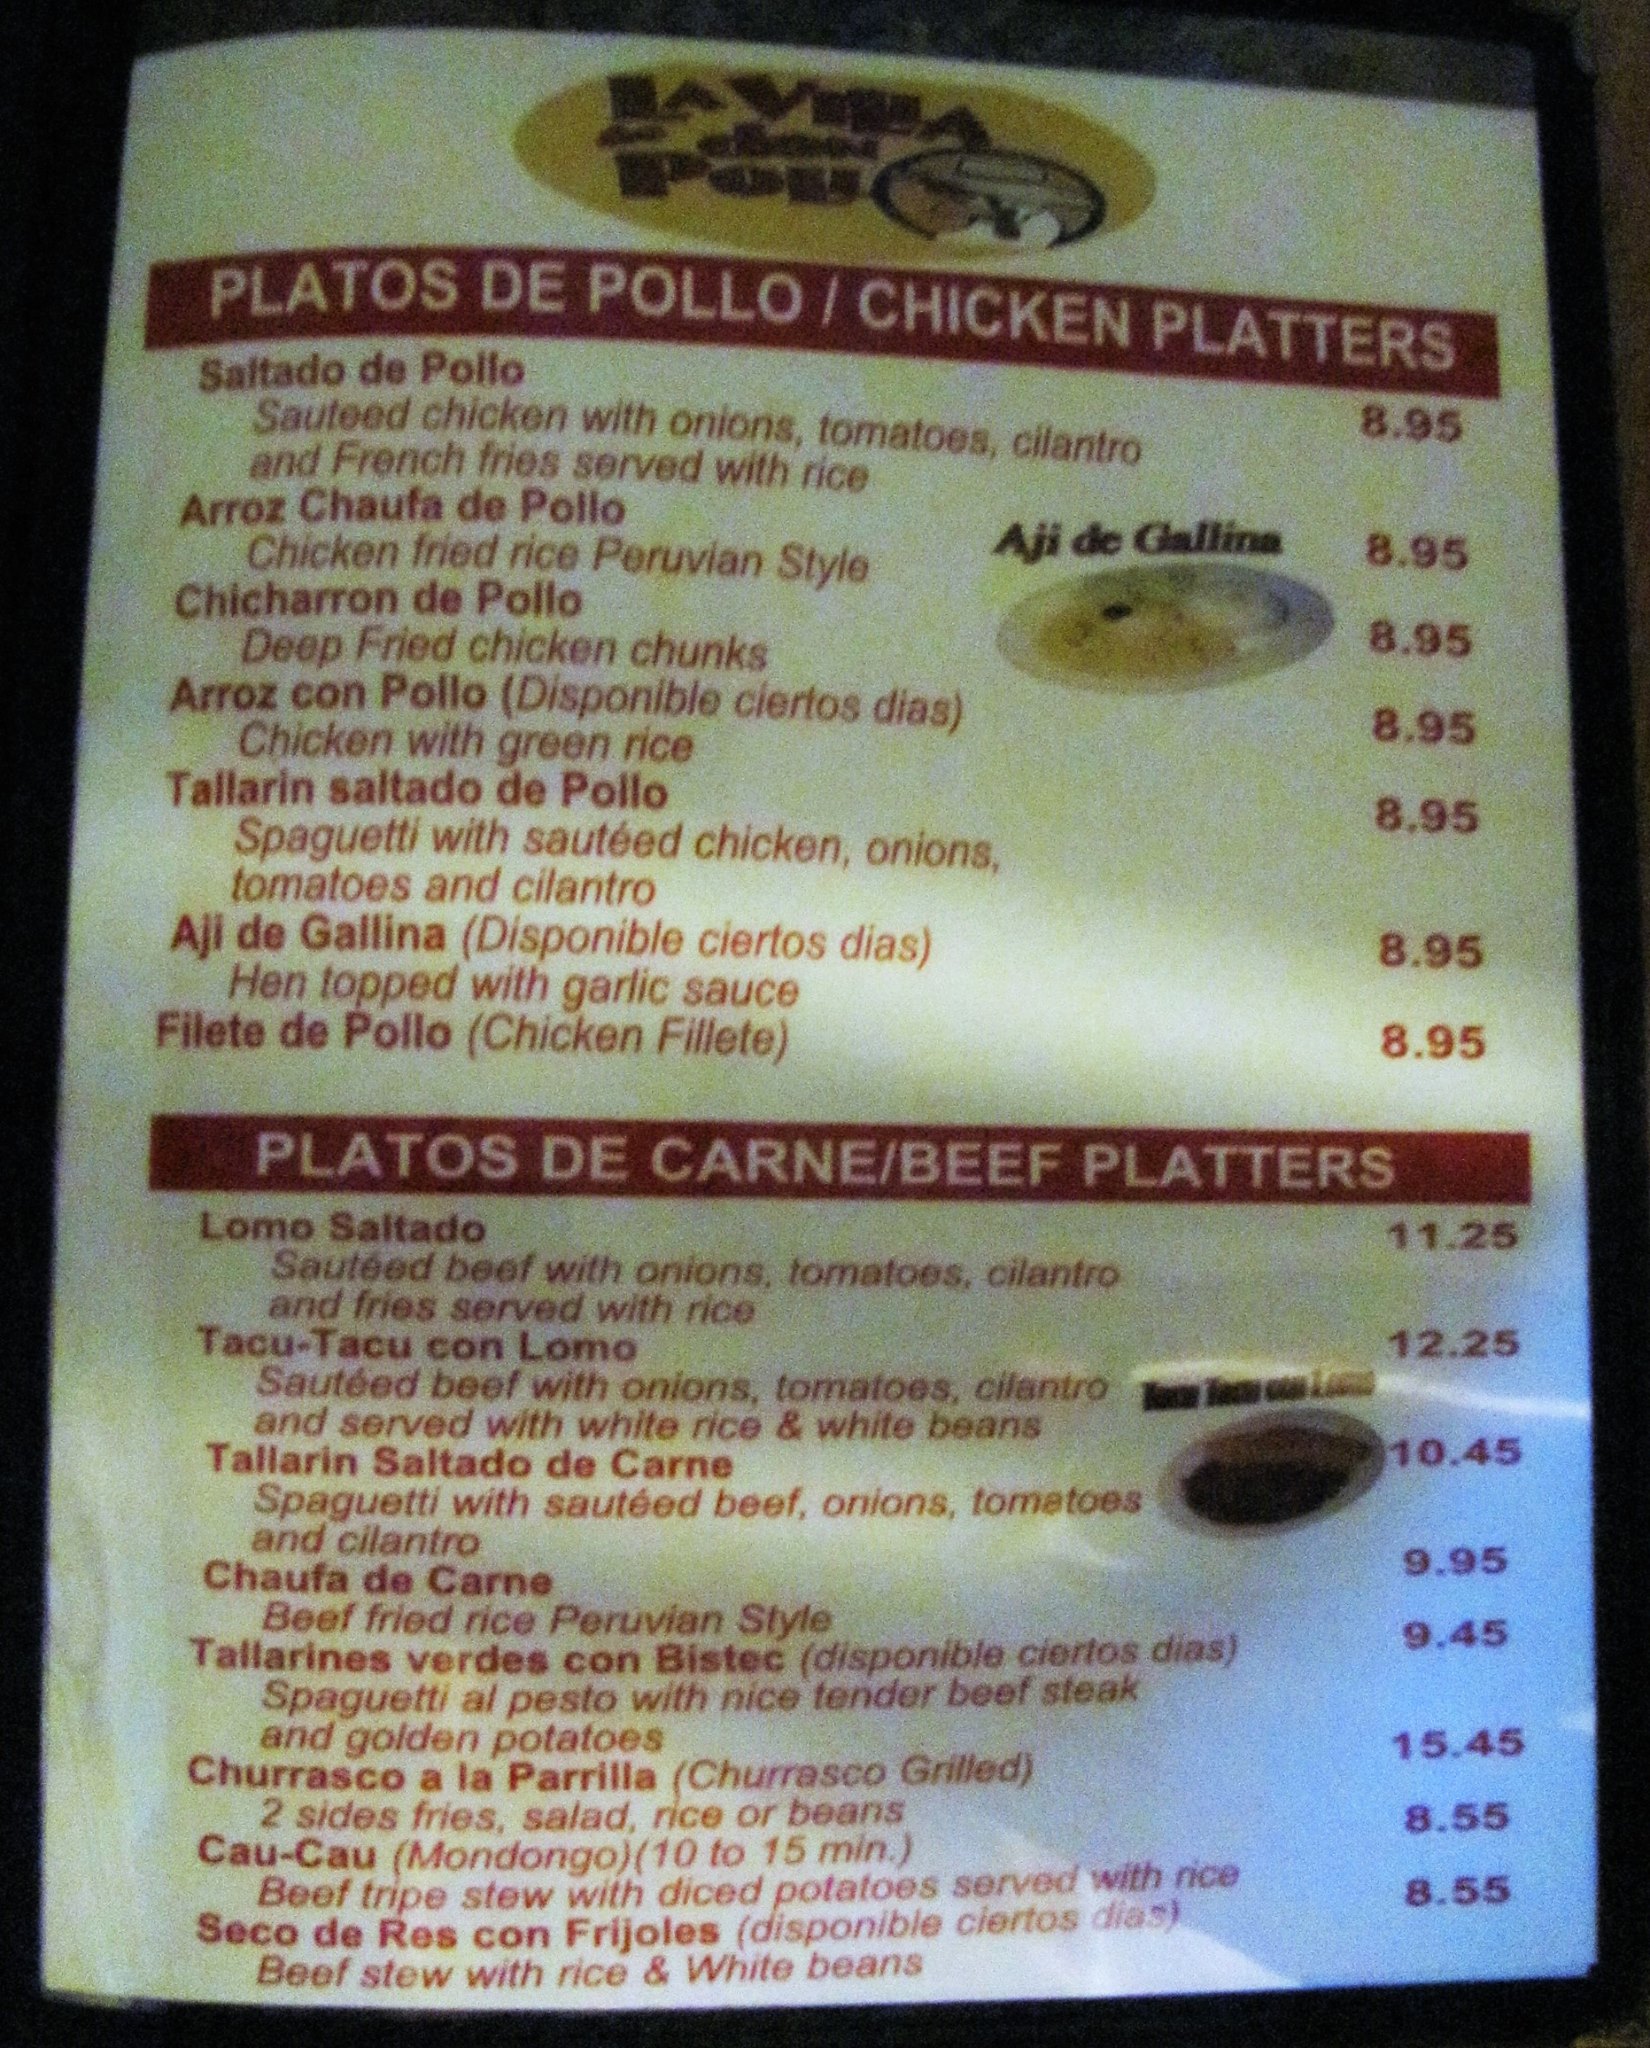 LA VILLA
POLLO
PLATOS DE POLLO / CHICKEN PLATTERS
Saltado de Pollo 8.95
Sauteed chicken with onions, tomatoes, cilantro
and French fries served with rice
Arroz Chaufa de Pollo 8.95
Chicken fried rice Peruvian Style
Aji de Gallina
Chicharron de Pollo 8.95
Deep Fried chicken chunks
Arroz con Pollo (Disponible ciertos dias) 8.95
Chicken with green rice
Tallarin saltado de Pollo 8.95
Spaguetti with sautéed chicken, onions,
tomatoes and cilantro
Aji de Gallina (Disponible ciertos dias) 8.95
Hen topped with garlic sauce
Filete de Pollo (Chicken Fillete) 8.95
PLATOS DE CARNE/BEEF PLATTERS
Lomo Saltado 11.25
Sautéed beef with onions, tomatoes, cilantro
and fries served with rice
Tacu-Tacu con Lomo 12.25
Sautéed beef with onions, tomatoes, cilantro
and served with white rice & white beans
Tacu Tacu con Lomo
Tallarin Saltado de Carne 10.45
Spaguetti with sautéed beef, onions, tomatoes
and cilantro
Chaufa de Carne 9.95
Beef fried rice Peruvian Style
Tallarines verdes con Bistec (disponible ciertos dias) 9.45
Spaguetti al pesto with nice tender beef steak
and golden potatoes
Churrasco a la Parrilla (Churrasco Grilled) 15.45
2 sides fries, salad, rice or beans
Cau-Cau (Mondongo)(10 to 15 min.) 8.55
Beef tripe stew with diced potatoes served with rice
Seco de Res con Frijoles (disponible ciertos dias) 8.55
Beef stew with rice & White beans